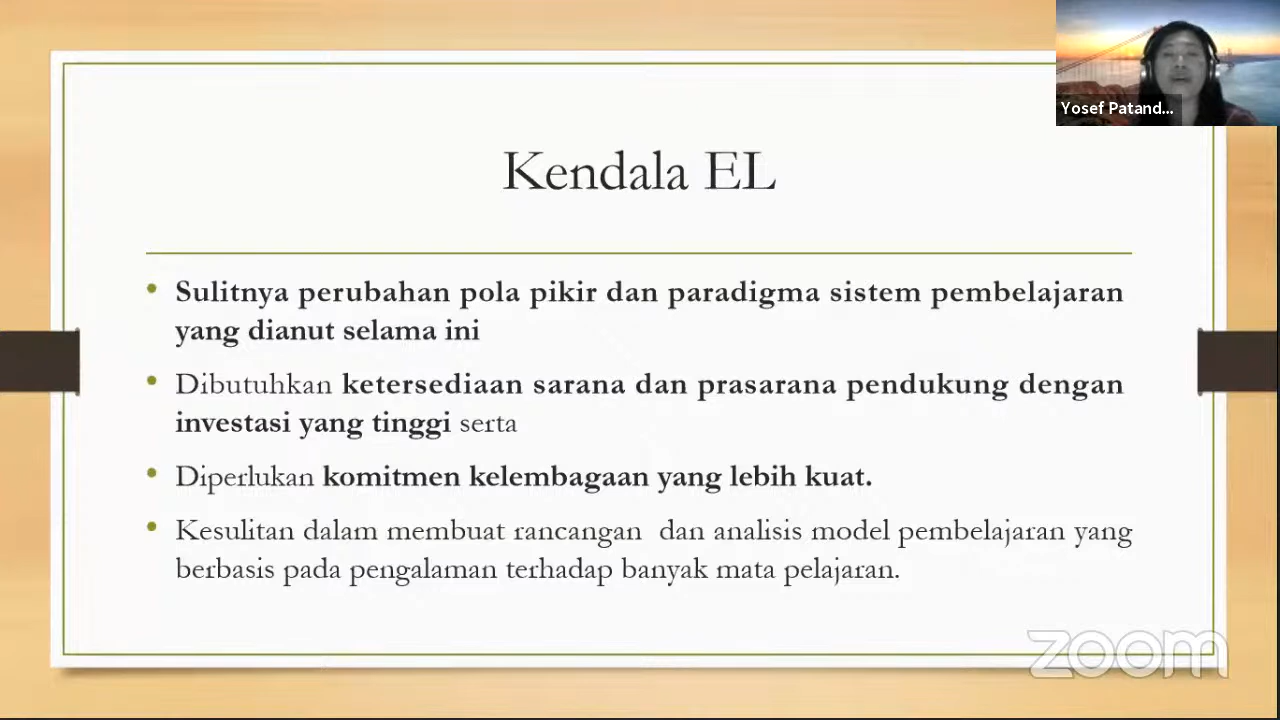 Yosef Patand...
Kendala EL
• Sulitnya perubahan pola pikir dan paradigma sistem pembelajaran
yang dianut selama ini
• Dibutuhkan ketersediaan sarana dan prasarana pendukung dengan
investasi yang tinggi serta
• Diperlukan komitmen kelembagaan yang lebih kuat.
• Kesulitan dalam membuat rancangan dan analisis model pembelajaran yang
berbasis pada pengalaman terhadap banyak mata pelajaran.
zoom